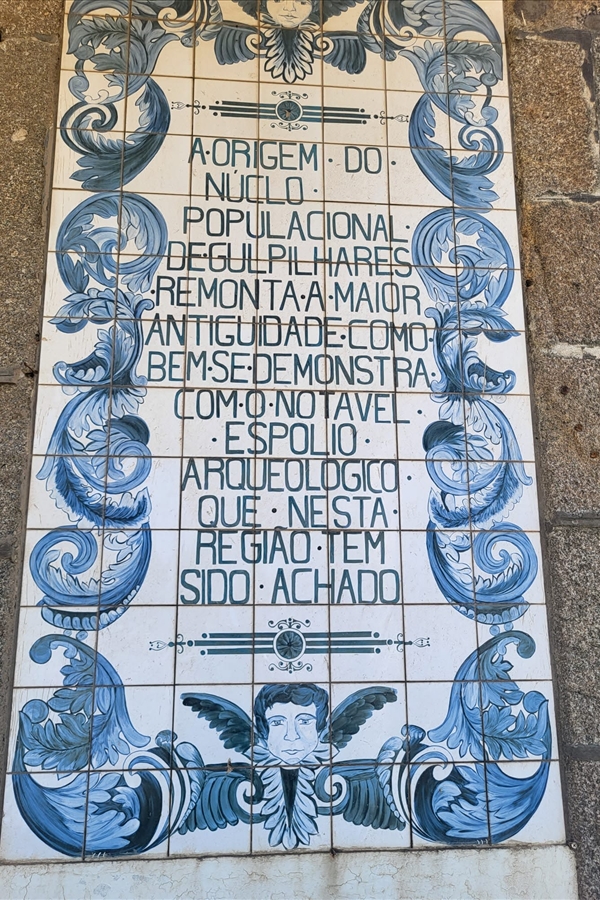 A·ORIGEM·DO·
NÚCLO·
POPULACIONAL·
DE·GULPILHARES
·REMONTA·A·MAIOR
ANTIGUIDADE·COMO·
BEM·SE·DEMONSTRA·
COM·O·NOTAVEL·
·ESPOLIO·
ARQUEOLOGICO·
QUE·NESTA·
REGIÃO·TEM
SIDO·ACHADO